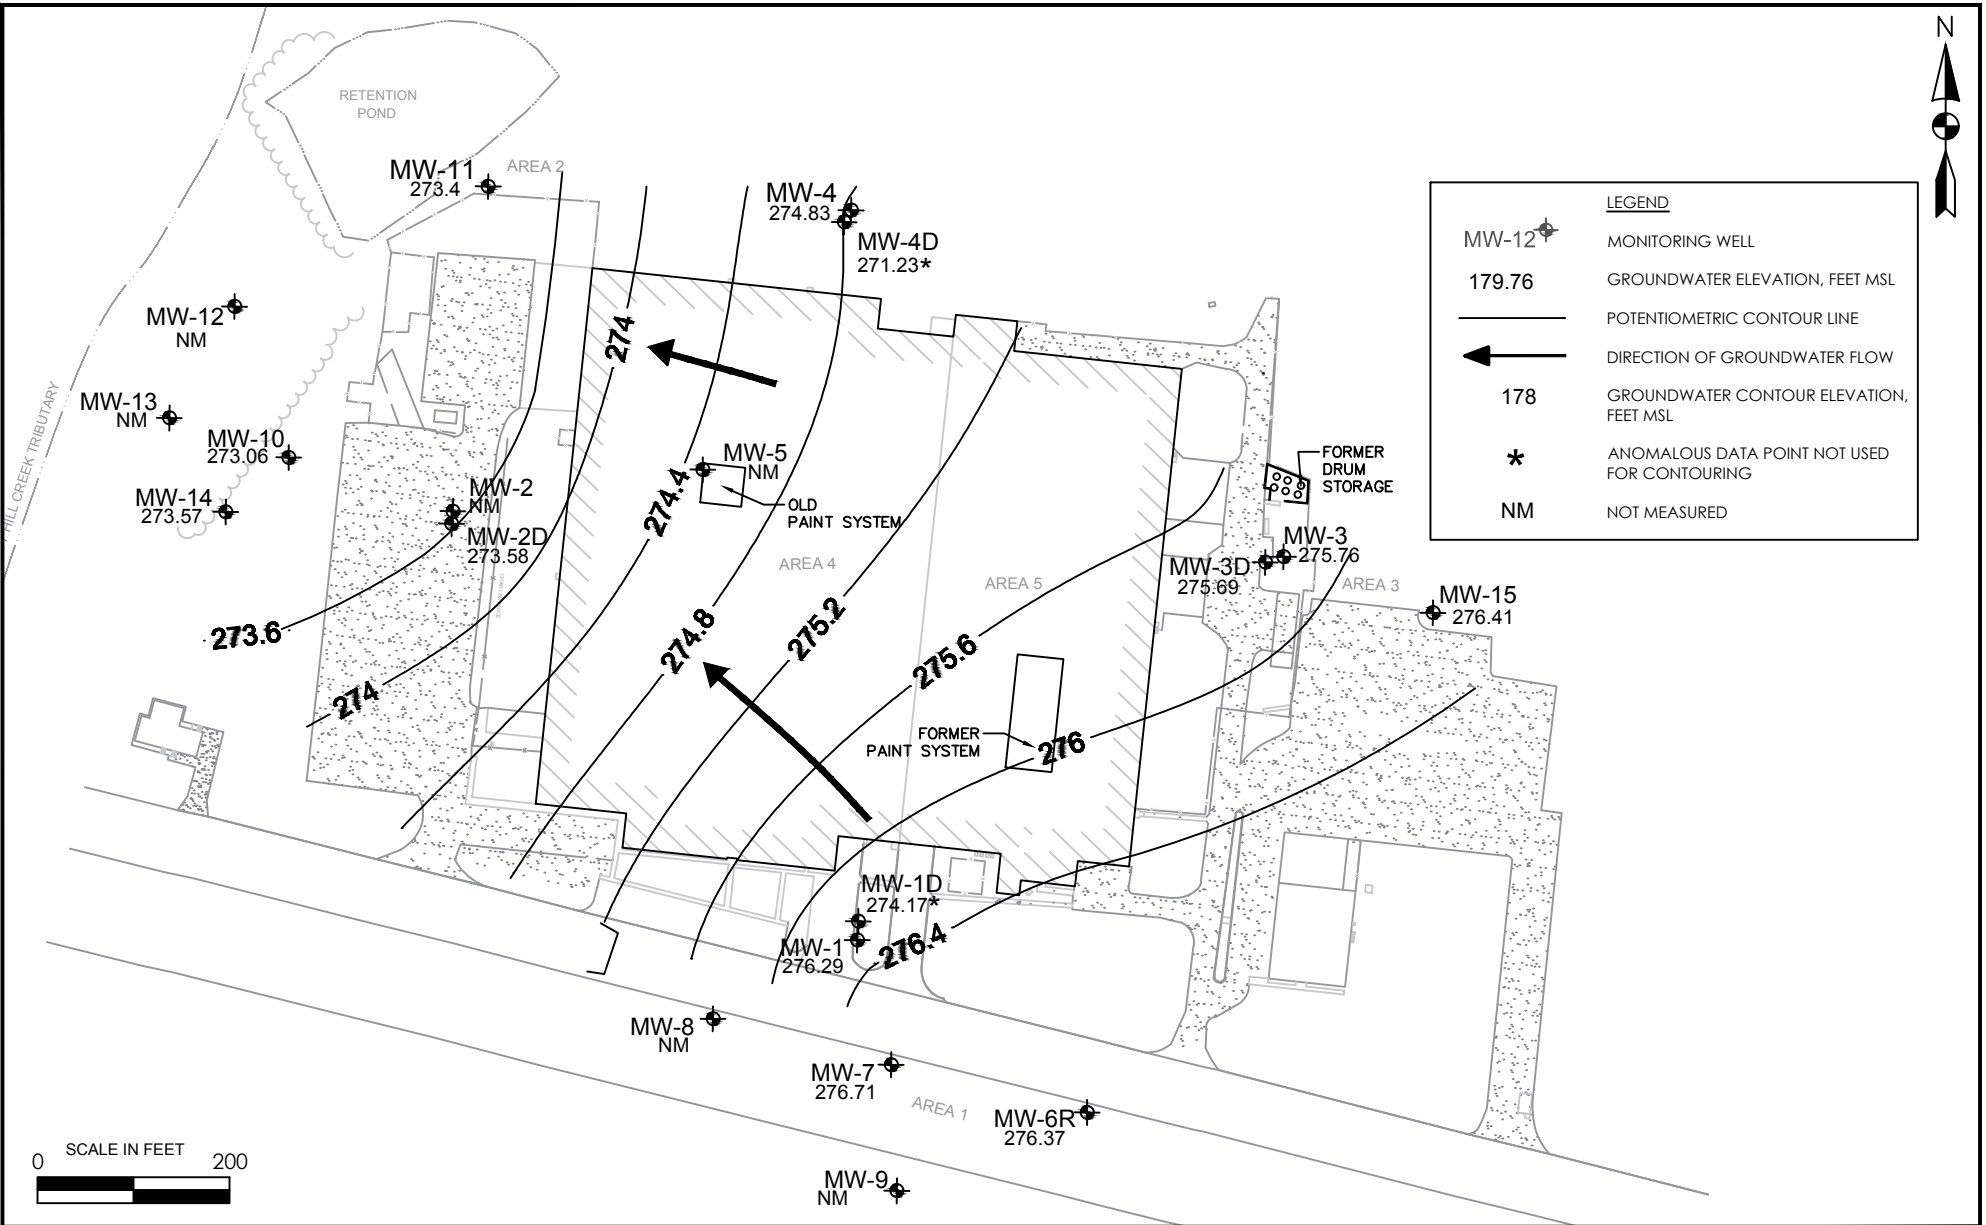 N
RETENTION
POND
MW-11
273.4
AREA 2
MW-4
274.83
MW-4D
271.23*
LEGEND
MW-12
MONITORING WELL
179.76
GROUNDWATER ELEVATION, FEET MSL
POTENTIOMETRIC CONTOUR LINE
DIRECTION OF GROUNDWATER FLOW
178
GROUNDWATER CONTOUR ELEVATION,
FEET MSL
*
ANOMALOUS DATA POINT NOT USED
FOR CONTOURING
NM
NOT MEASURED
MW-12
NM
274
MW-13
NM
HILL CREEK TRIBUTARY
MW-10
273.06
MW-14
273.57
MW-2
NM
MW-2D
273.58
274.4
MW-5
NM
OLD
PAINT SYSTEM
AREA 4
AREA 5
FORMER
DRUM
STORAGE
MW-3
275.76
MW-3D
275.69
AREA 3
MW-15
276.41
273.6
274
274.8
275.2
275.6
276
FORMER
PAINT SYSTEM
MW-1D
274.17*
MW-1
276.29
276.4
MW-8
NM
MW-7
276.71
AREA 1
MW-6R
276.37
MW-9
NM
SCALE IN FEET
0 200